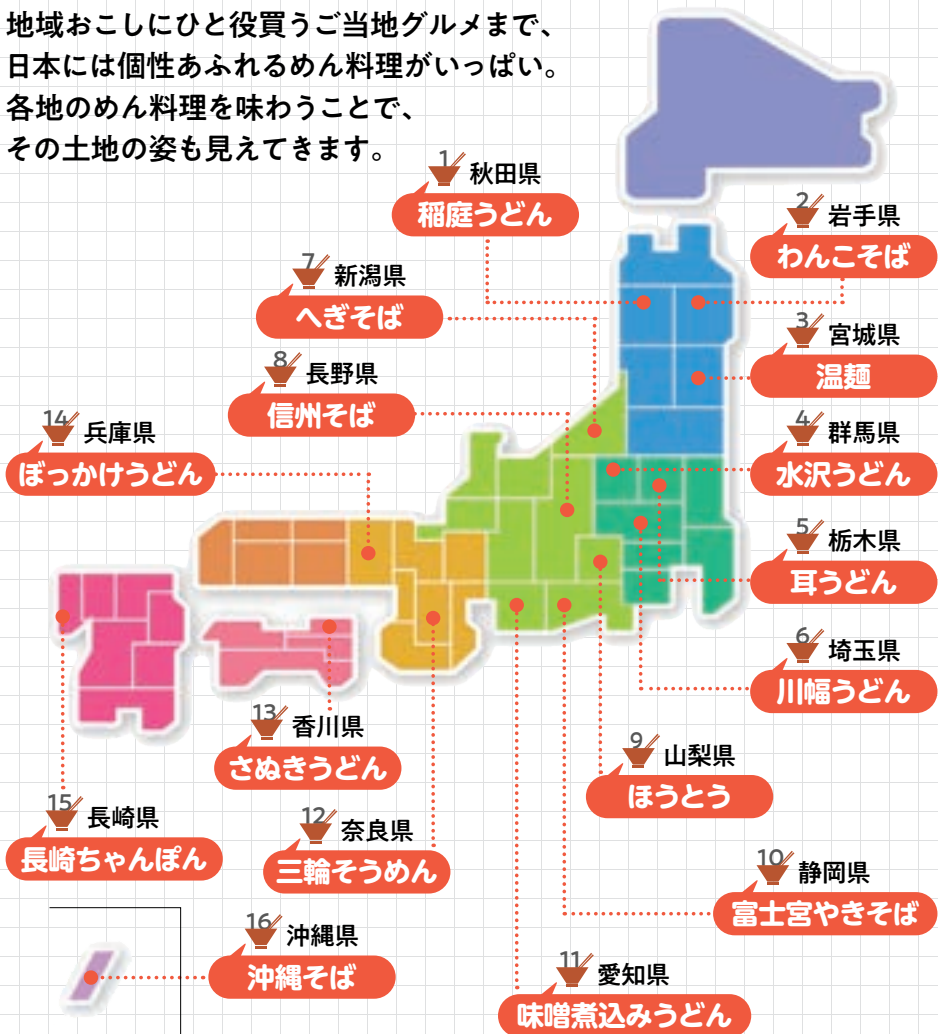 地域おこしにひと役買うご当地グルメまで、
日本には個性あふれるめん料理がいっぱい。
各地のめん料理を味わうことで、
その土地の姿も見えてきます。
1 秋田県
稲庭うどん
2 岩手県
わんこそば
3 宮城県
温麺
4 群馬県
水沢うどん
5 栃木県
耳うどん
6 埼玉県
川幅うどん
7 新潟県
へぎそば
8 長野県
信州そば
9 山梨県
ほうとう
10 静岡県
富士宮やきそば
11 愛知県
味噌煮込みうどん
12 奈良県
三輪そうめん
13 香川県
さぬきうどん
14 兵庫県
ぼっかけうどん
15 長崎県
長崎ちゃんぽん
16 沖縄県
沖縄そば